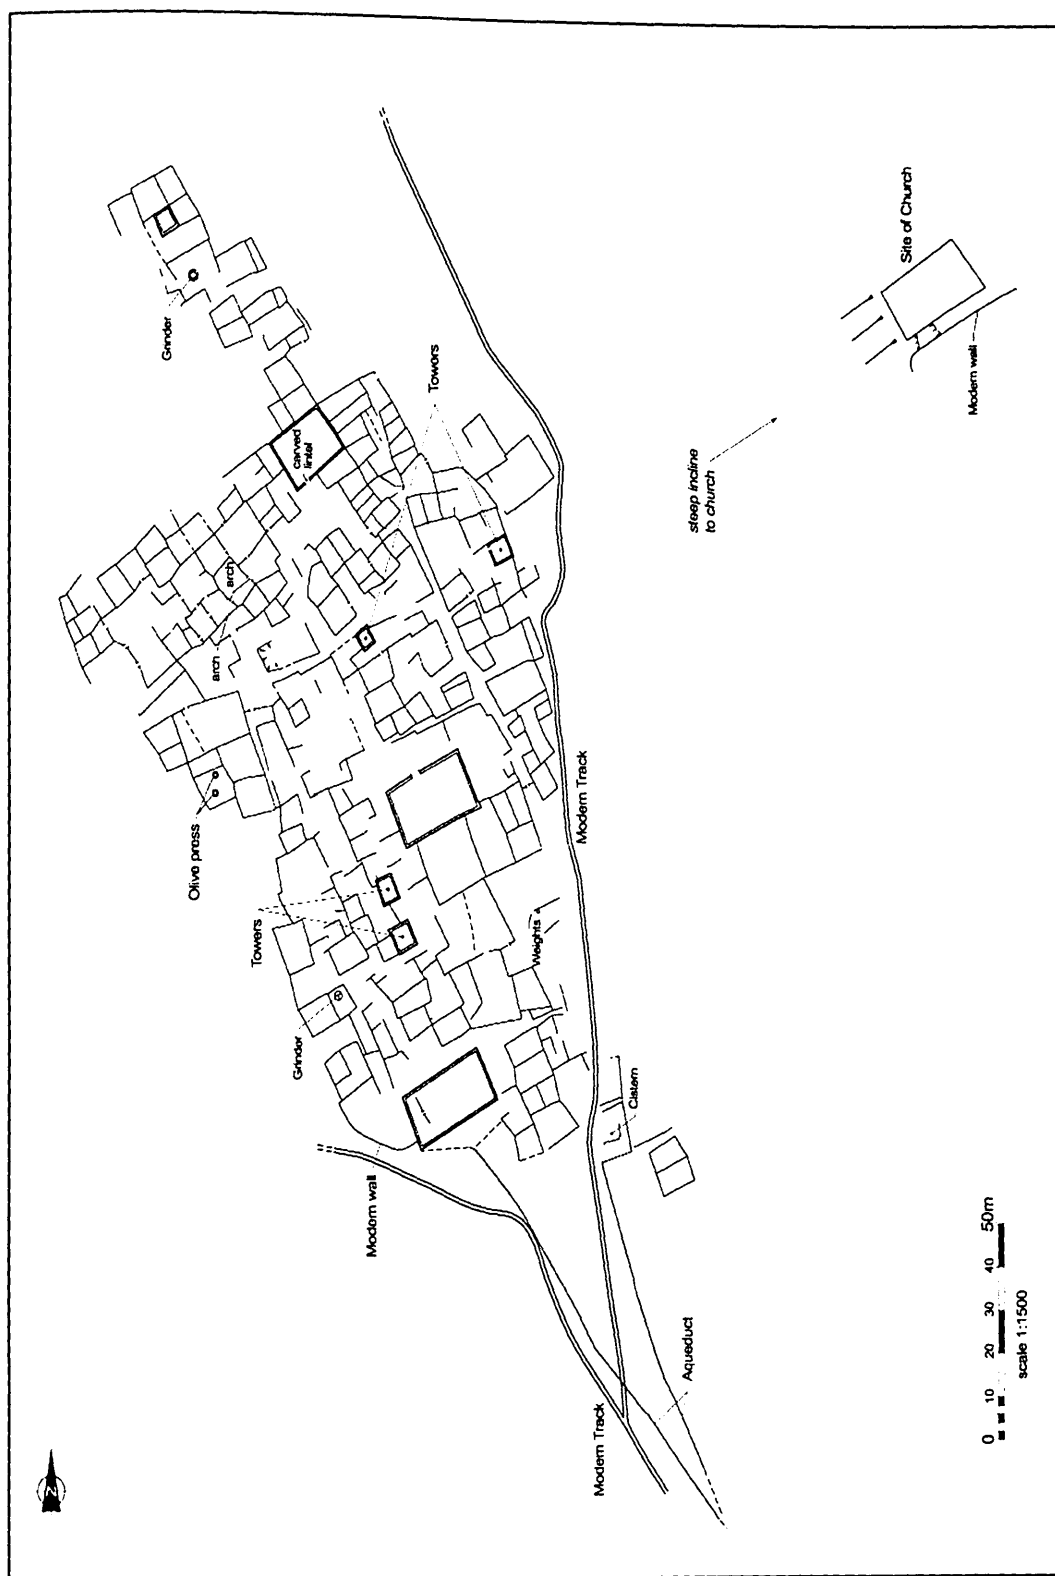 Grinder
Site of Church
Modern wall
Towers
carved
lintel
steep incline
to church
arch
arch
Olive press
Modern Track
Towers
Weights
Grinder
Cistern
Modern wall
Aqueduct
Modern Track
0 10 20 30 40 50m
scale 1:1500
N